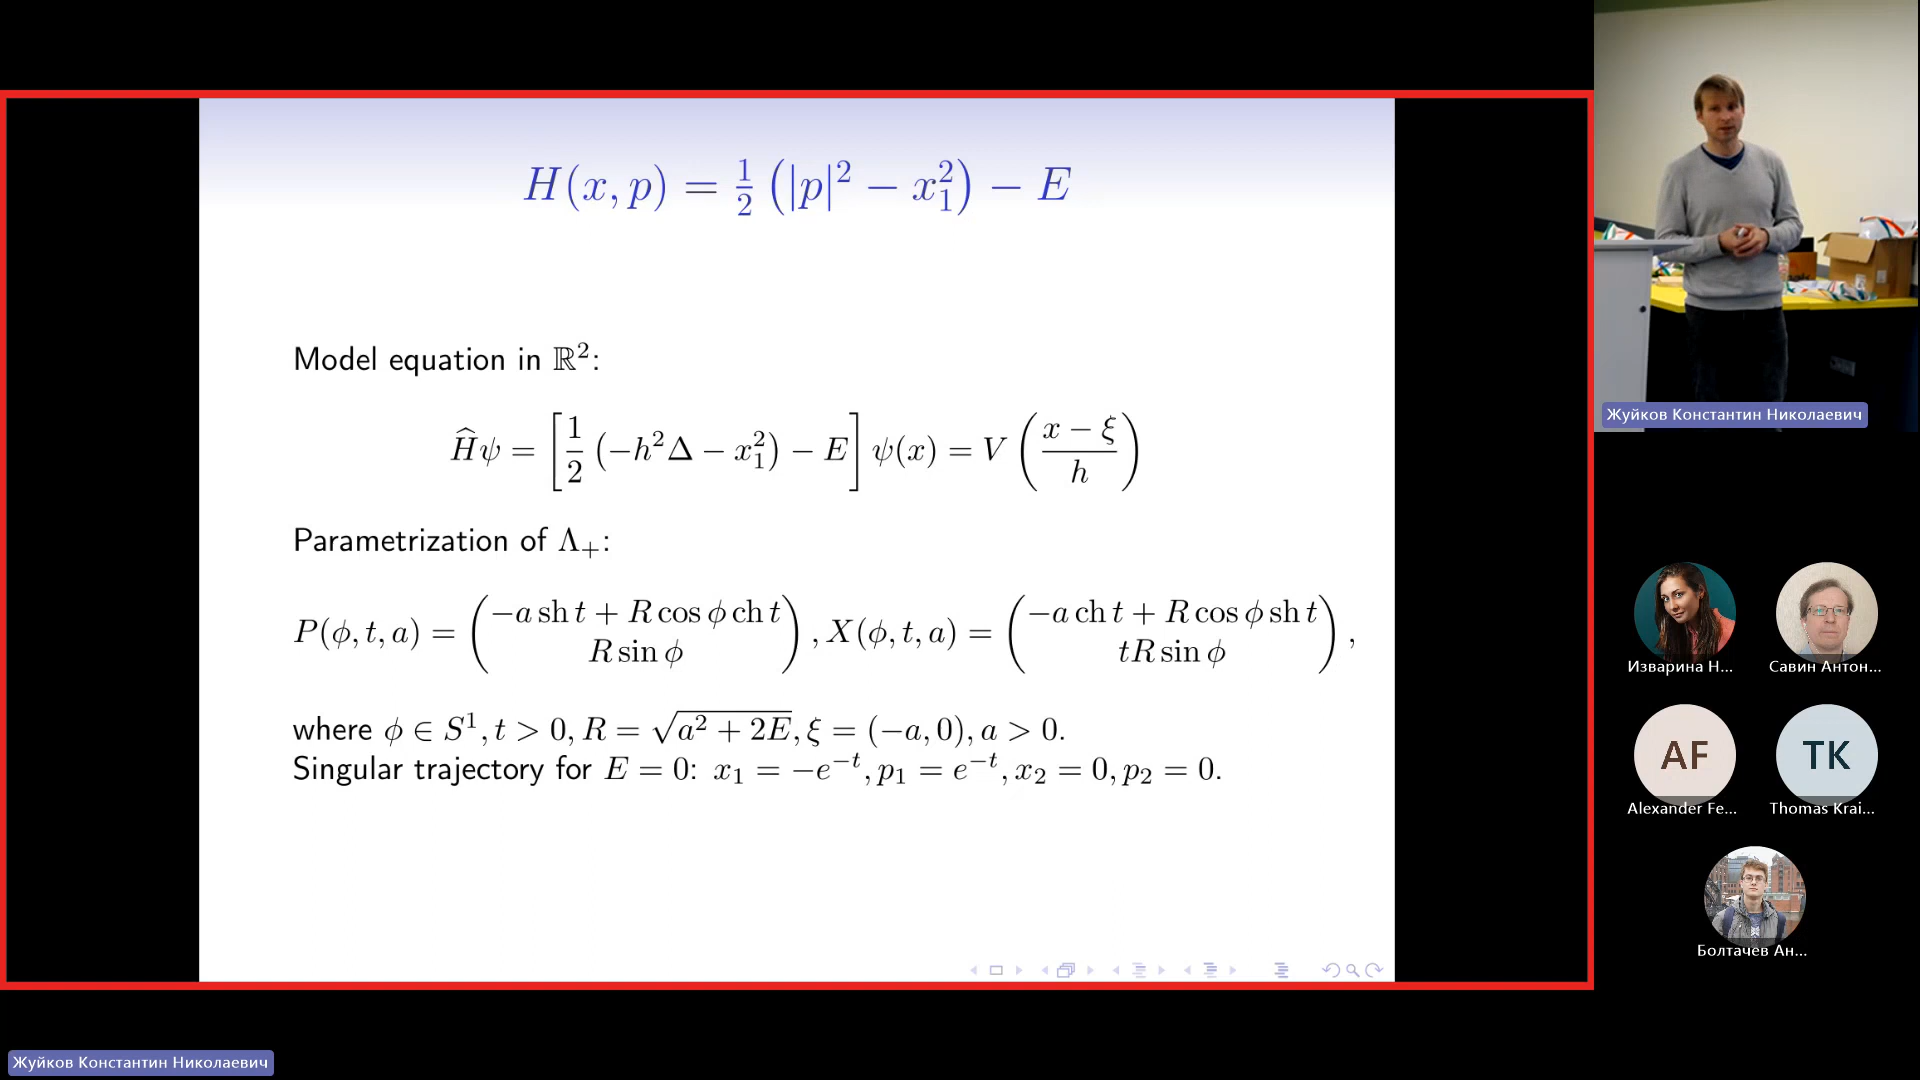 H(x, p) = 1/2 (|p|² − x₁²) − E
Model equation in ℝ²:
Ĥψ = [1/2 (−h²Δ − x₁²) − E] ψ(x) = V ((x − ξ)/h)
Parametrization of Λ₊:
P(ϕ, t, a) = (−a sh t + R cos ϕ ch t; R sin ϕ), X(ϕ, t, a) = (−a ch t + R cos ϕ sh t; tR sin ϕ),
where ϕ ∈ S¹, t > 0, R = √(a² + 2E), ξ = (−a, 0), a > 0.
Singular trajectory for E = 0: x₁ = −e⁻ᵗ, p₁ = e⁻ᵗ, x₂ = 0, p₂ = 0.
Жуйков Константин Николаевич
Изварина Н...
Савин Антон...
AF
TK
Alexander Fe...
Thomas Krai...
Болтачев Ан...
Жуйков Константин Николаевич